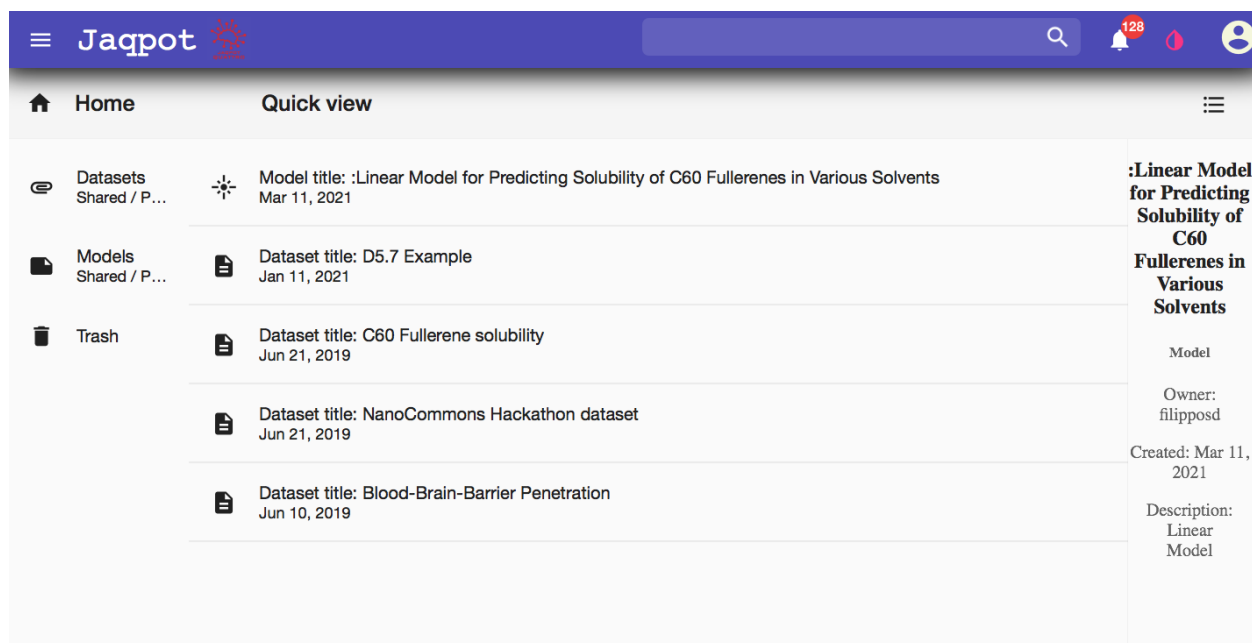 Jaqpot
128
Home
Quick view
Datasets
Shared / P...
Models
Shared / P...
Trash
Model title: :Linear Model for Predicting Solubility of C60 Fullerenes in Various Solvents
Mar 11, 2021
Dataset title: D5.7 Example
Jan 11, 2021
Dataset title: C60 Fullerene solubility
Jun 21, 2019
Dataset title: NanoCommons Hackathon dataset
Jun 21, 2019
Dataset title: Blood-Brain-Barrier Penetration
Jun 10, 2019
:Linear Model
for Predicting
Solubility of
C60
Fullerenes in
Various
Solvents
Model
Owner:
filipposd
Created: Mar 11,
2021
Description:
Linear
Model